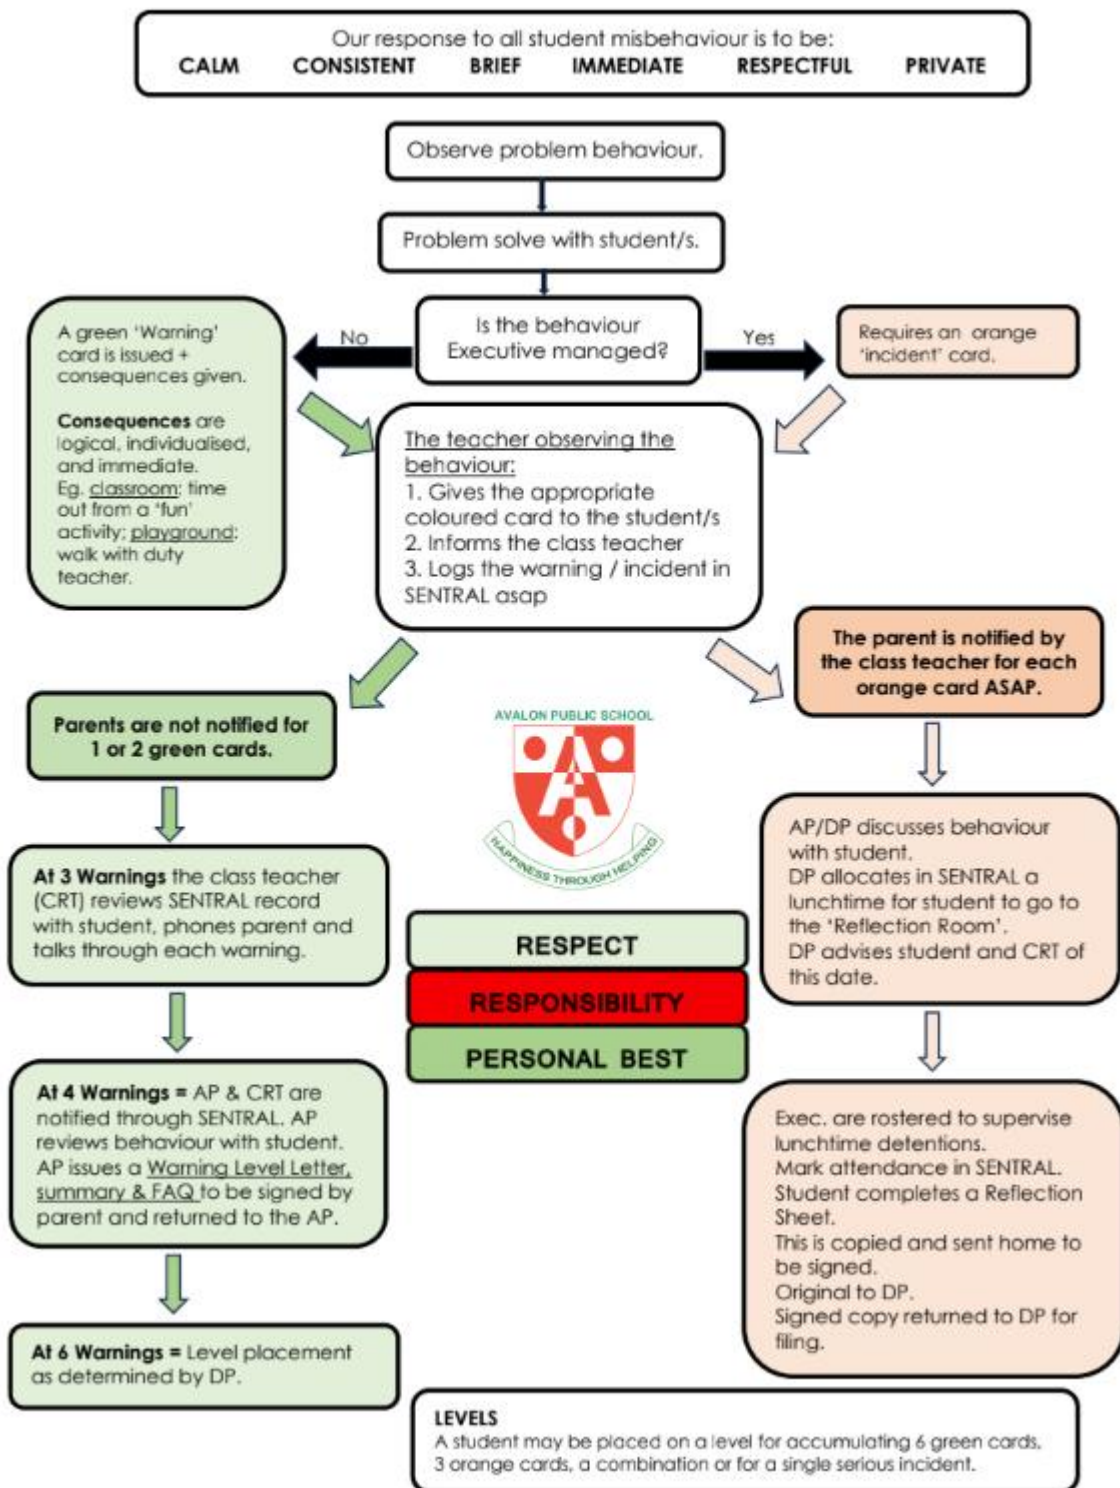 Our response to all student misbehaviour is to be:
CALM CONSISTENT BRIEF IMMEDIATE RESPECTFUL PRIVATE
Observe problem behaviour.
Problem solve with student/s.
Is the behaviour
Executive managed?
No
Yes
A green ‘Warning’
card is issued +
consequences given.
Consequences are
logical, individualised,
and immediate.
Eg. classroom: time
out from a ‘fun’
activity; playground:
walk with duty
teacher.
Requires an orange
‘incident’ card.
The teacher observing the
behaviour:
1. Gives the appropriate
coloured card to the student/s
2. Informs the class teacher
3. Logs the warning / incident in
SENTRAL asap
Parents are not notified for
1 or 2 green cards.
At 3 Warnings the class teacher
(CRT) reviews SENTRAL record
with student, phones parent and
talks through each warning.
At 4 Warnings = AP & CRT are
notified through SENTRAL. AP
reviews behaviour with student.
AP issues a Warning Level Letter,
summary & FAQ to be signed by
parent and returned to the AP.
At 6 Warnings = Level placement
as determined by DP.
AVALON PUBLIC SCHOOL
HAPPINESS THROUGH HELPING
RESPECT
RESPONSIBILITY
PERSONAL BEST
The parent is notified by
the class teacher for each
orange card ASAP.
AP/DP discusses behaviour
with student.
DP allocates in SENTRAL a
lunchtime for student to go to
the ‘Reflection Room’.
DP advises student and CRT of
this date.
Exec. are rostered to supervise
lunchtime detentions.
Mark attendance in SENTRAL.
Student completes a Reflection
Sheet.
This is copied and sent home to
be signed.
Original to DP.
Signed copy returned to DP for
filing.
LEVELS
A student may be placed on a level for accumulating 6 green cards,
3 orange cards, a combination or for a single serious incident.